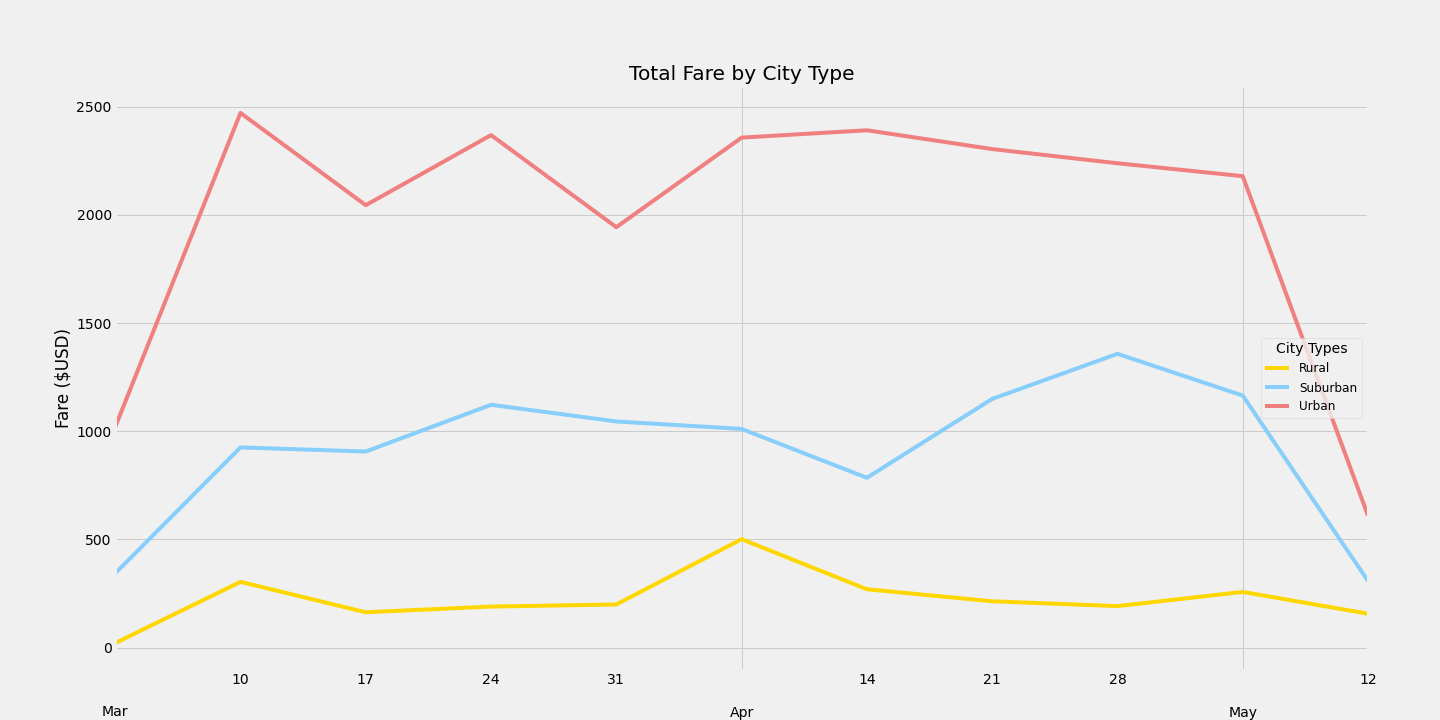 Total Fare by City Type
Fare ($USD)
2500
2000
1500
1000
500
0
City Types
Rural
Suburban
Urban
10 17 24 31 14 21 28 12
Mar Apr May